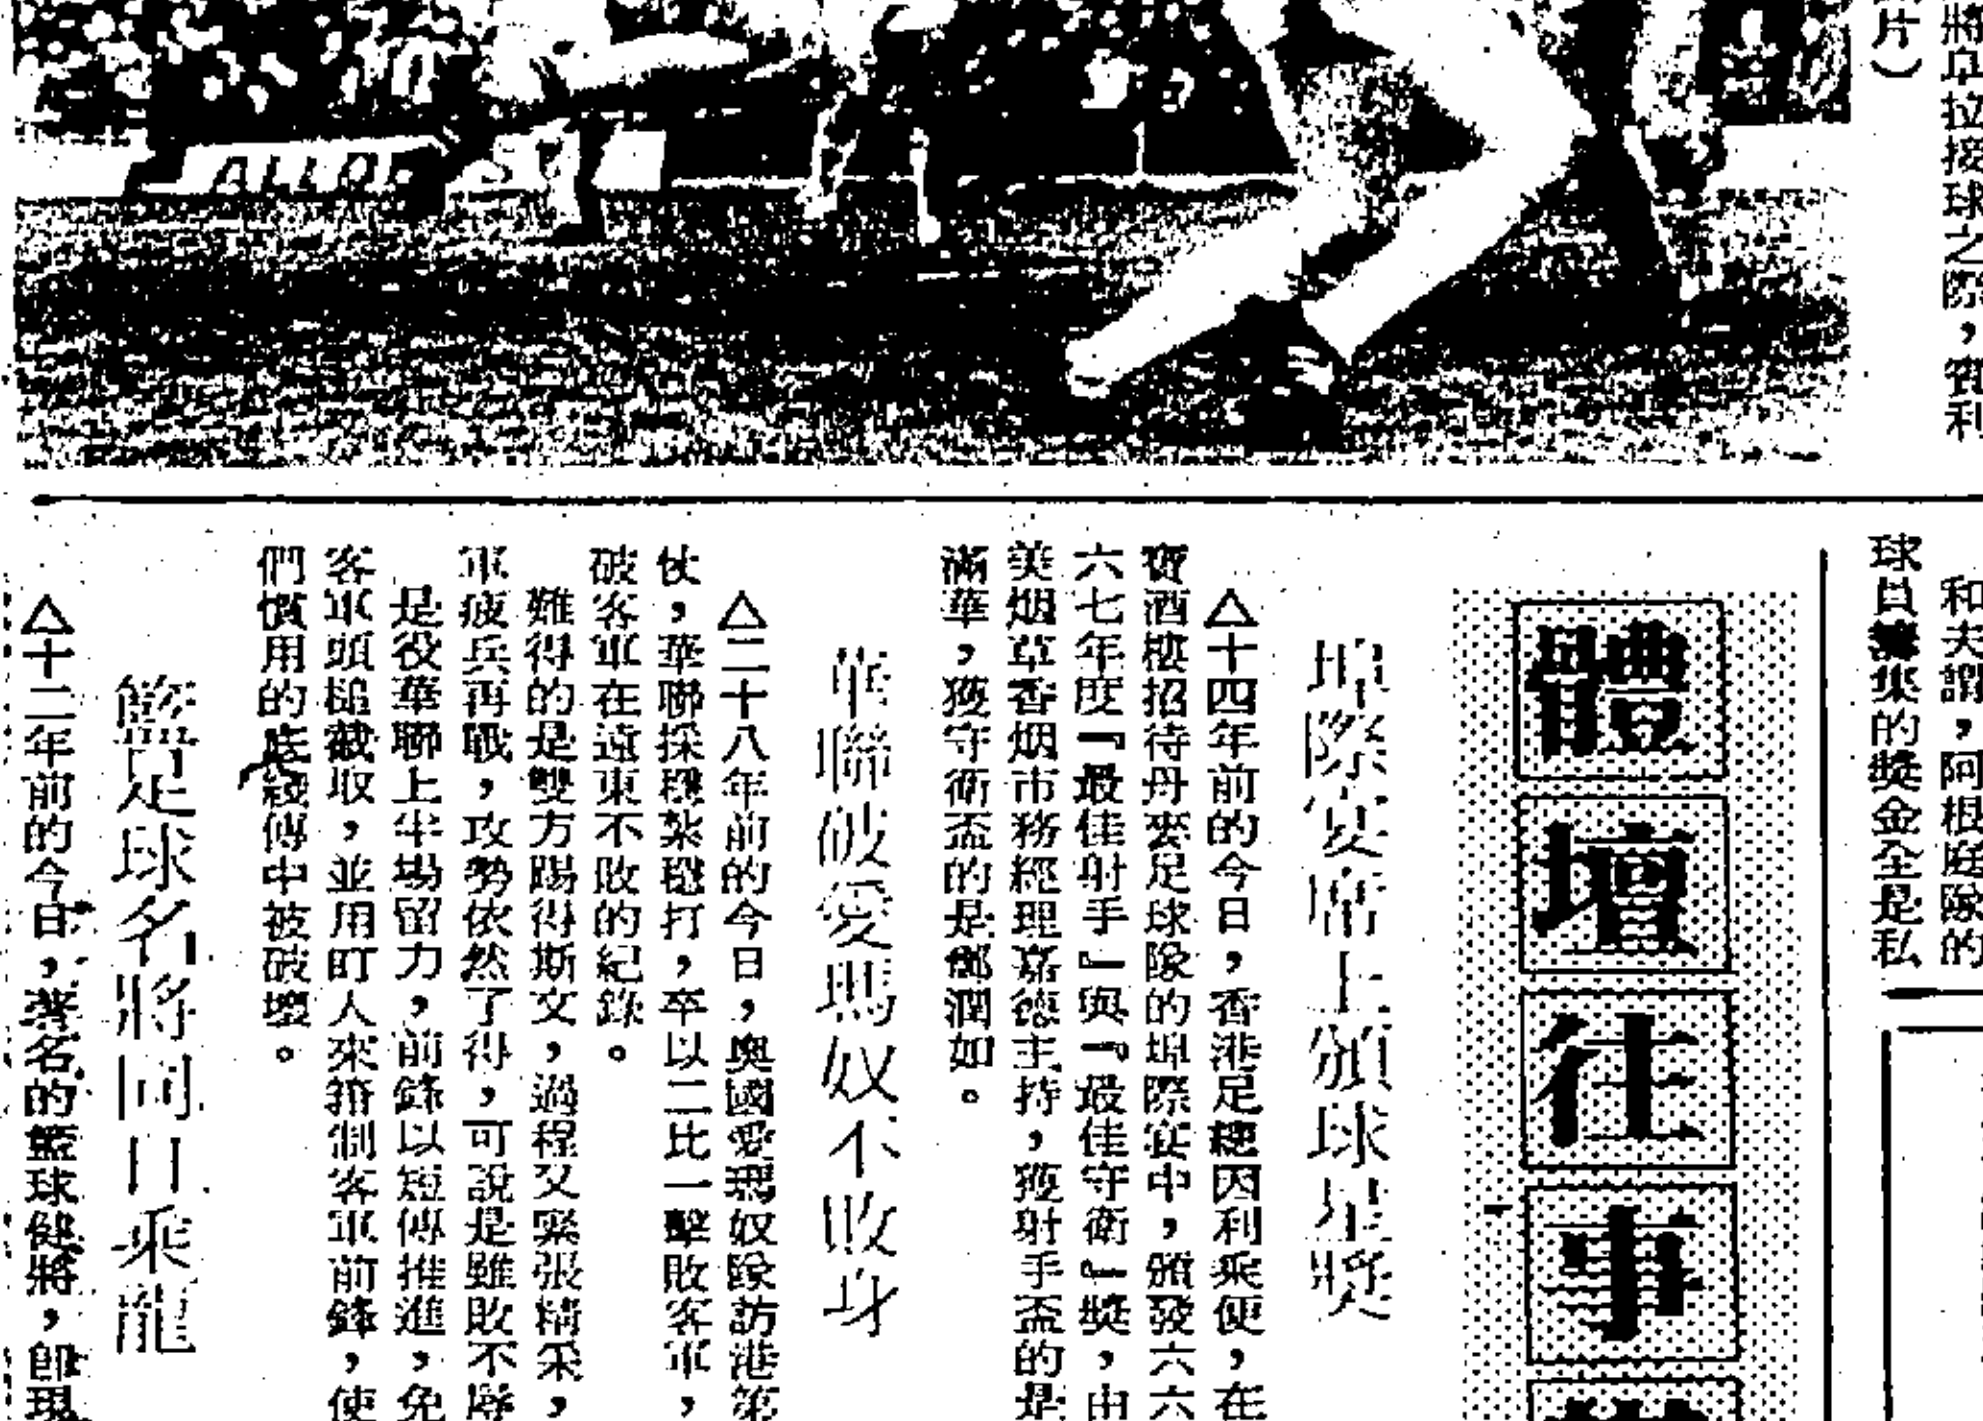 片）
將卓拉接球之際，賓利
ALLOR
和夫謂，阿根庭隊的
球員籌集的獎金全是私
體壇往事
埠際宴席上頒球星獎
△十四年前的今日，香港足總因利乘便，在
寶酒樓招待丹麥足球隊的埠際宴中，頒發六六
六七年度『最佳射手』與『最佳守衛』獎，由
美烟草香烟市務經理嘉德主持，獲射手盃的是
滿華，獲守衛盃的是鄺潤如。
華聯破愛瑪奴不敗身
△二十八年前的今日，奧國愛瑪奴隊訪港第
仗，華聯採穩紮穩打，卒以二比一擊敗客軍，
破客軍在遠東不敗的紀錄。
難得的是雙方踢得斯文，過程又緊張精采，
軍疲兵再戰，攻勢依然了得，可說是雖敗不辱
是役華聯上半場留力，前鋒以短傳推進，免
客軍頭槌截取，並用盯人來箝制客軍前鋒，使
們慣用的底綫傳中被破壞。
籃足球名將同日乘龍
△十二年前的今日，著名的籃球健將，即現